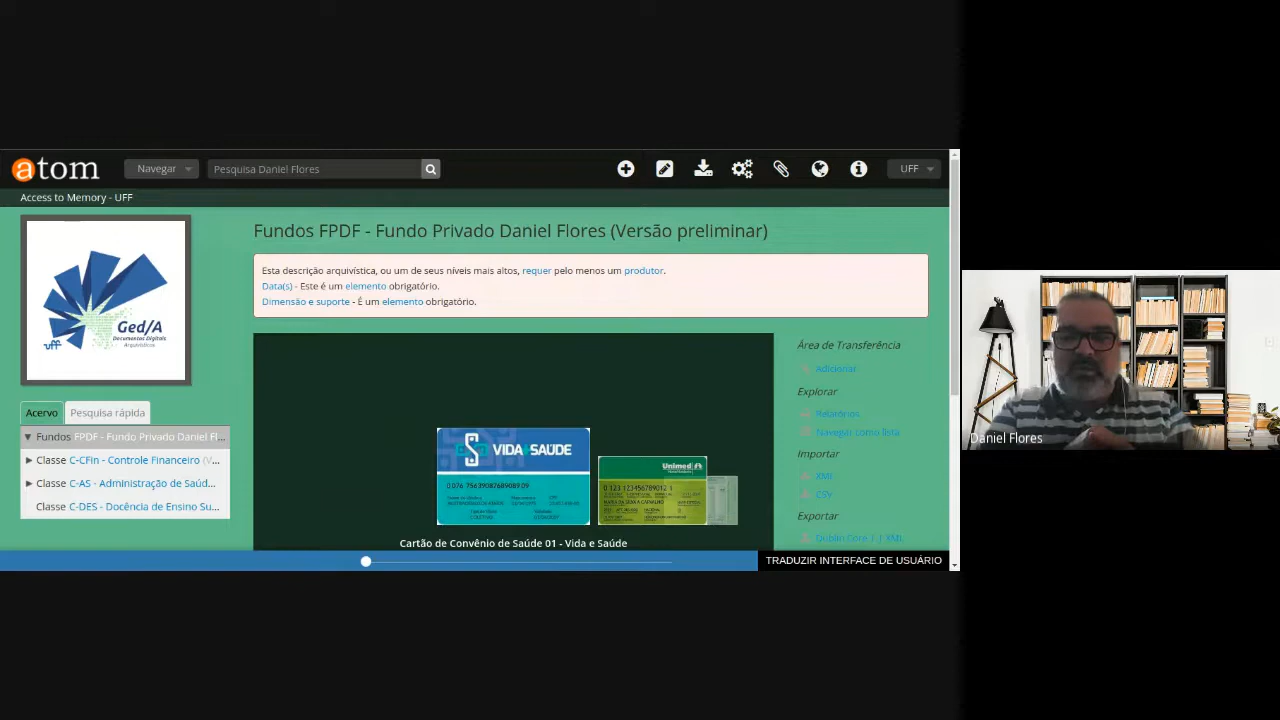 atom
Navegar
Pesquisa Daniel Flores
UFF
Access to Memory - UFF
Ged/A
Documentos Digitais
Arquivísticos
uff
Fundos FPDF - Fundo Privado Daniel Flores (Versão preliminar)
Esta descrição arquivística, ou um de seus níveis mais altos, requer pelo menos um produtor.
Data(s) - Este é um elemento obrigatório.
Dimensão e suporte - É um elemento obrigatório.
Acervo
Pesquisa rápida
Fundos FPDF - Fundo Privado Daniel Fl...
Classe C-CFin - Controle Financeiro (V...
Classe C-AS - Administração de Saúd...
Classe C-DES - Docência de Ensino Su...
VIDA+SAÚDE
Unimed
Cartão de Convênio de Saúde 01 - Vida e Saúde
Área de Transferência
Adicionar
Explorar
Relatórios
Navegar como lista
Importar
XML
CSV
Exportar
Dublin Core 1.1 XML
TRADUZIR INTERFACE DE USUÁRIO
Daniel Flores